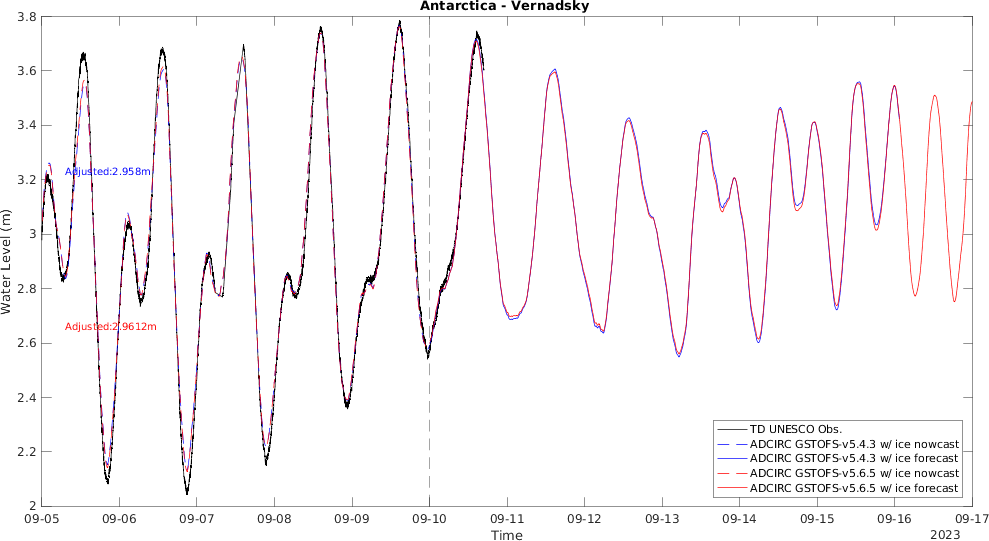 Antarctica - Vernadsky
3.8
3.6
3.4
3.2
3
2.8
2.6
2.4
2.2
2
Water Level (m)
Adjusted:2.958m
Adjusted:2.9612m
TD UNESCO Obs.
ADCIRC GSTOFS-v5.4.3 w/ ice nowcast
ADCIRC GSTOFS-v5.4.3 w/ ice forecast
ADCIRC GSTOFS-v5.6.5 w/ ice nowcast
ADCIRC GSTOFS-v5.6.5 w/ ice forecast
09-05 09-06 09-07 09-08 09-09 09-10 09-11 09-12 09-13 09-14 09-15 09-16 09-17
Time
2023